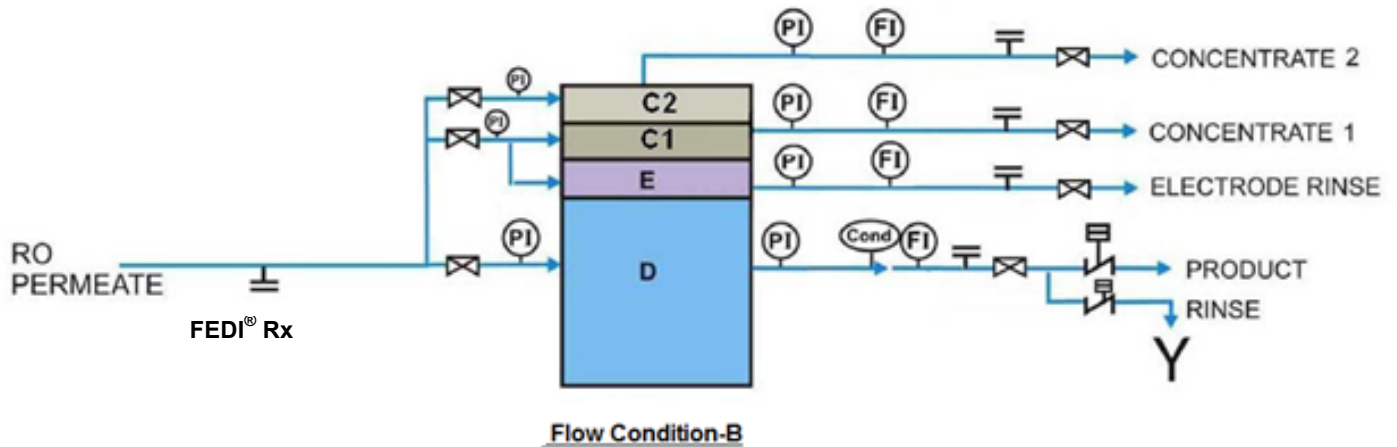 PI FI
CONCENTRATE 2
PI
C2
PI FI
CONCENTRATE 1
PI
C1
PI FI
ELECTRODE RINSE
E
RO
PERMEATE
PI
D
PI Cond FI
PRODUCT
RINSE
Y
FEDI® Rx
Flow Condition-B